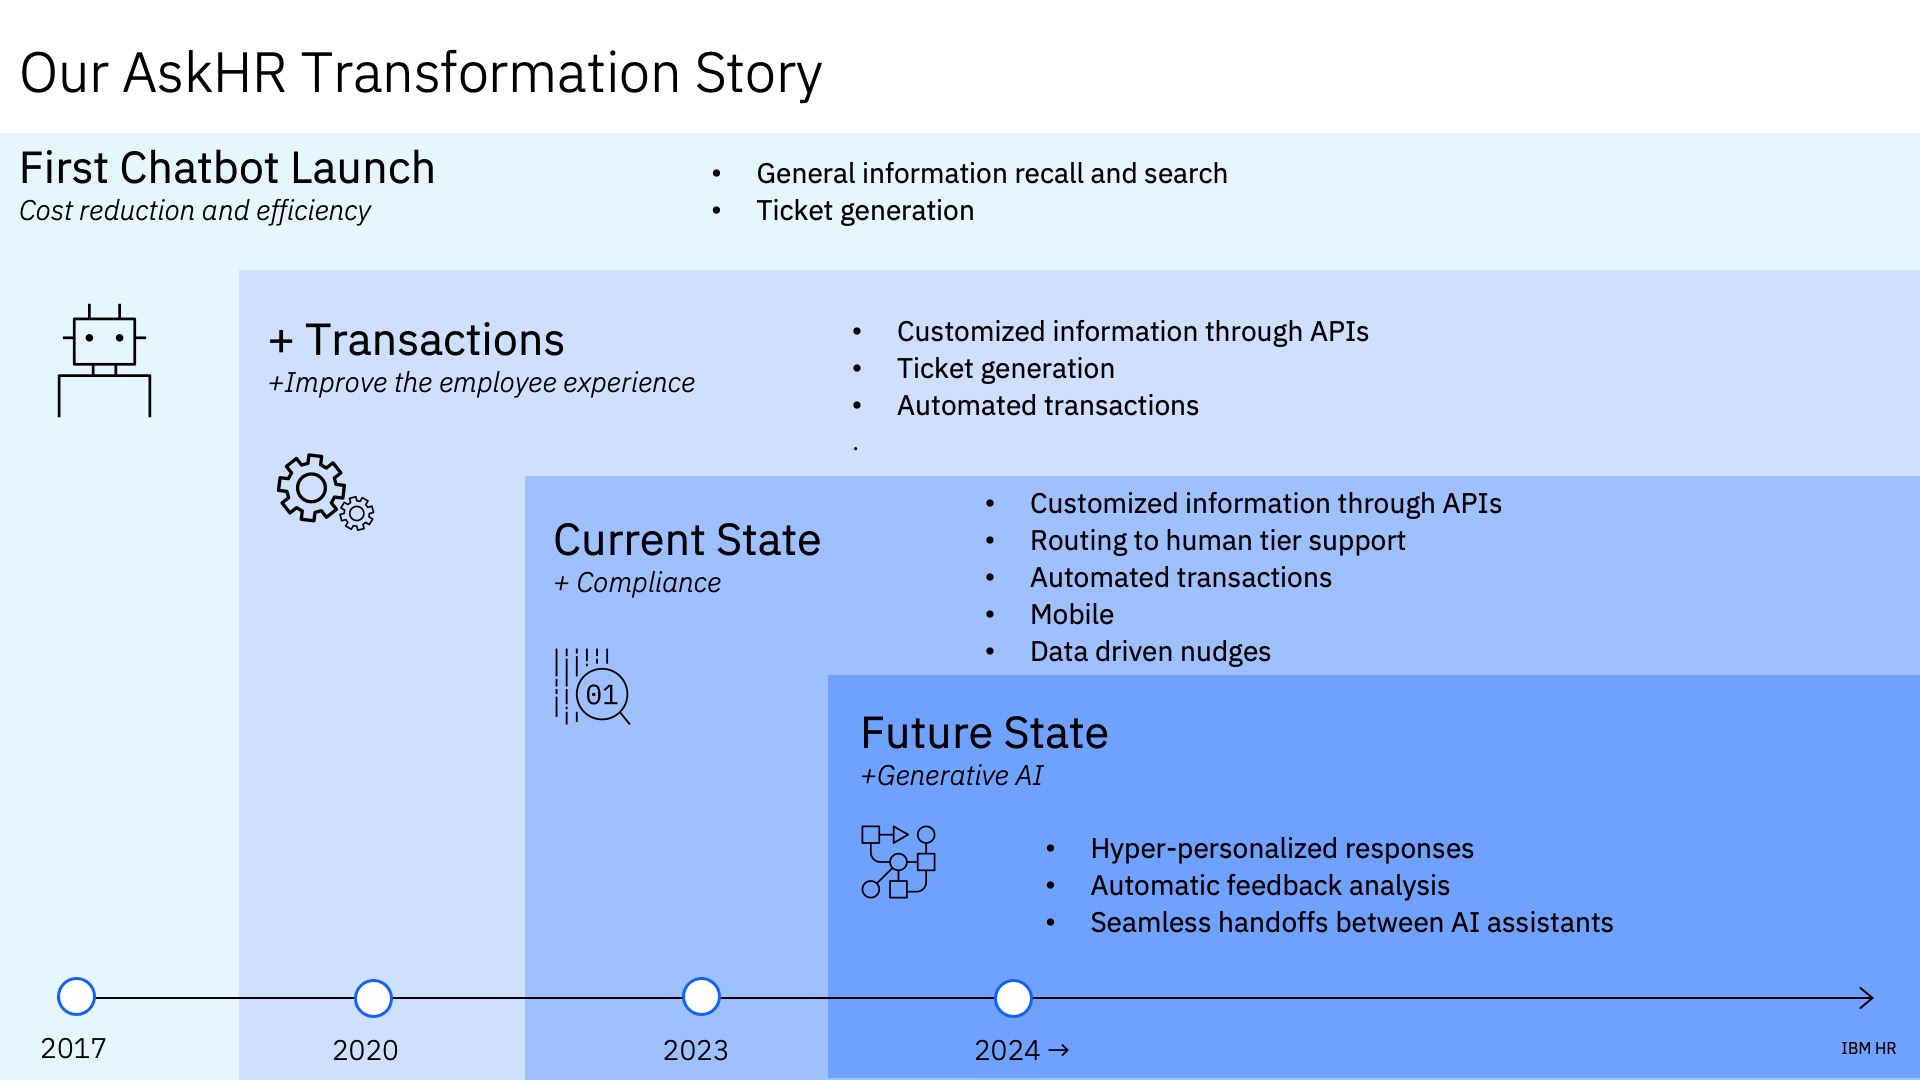 Our AskHR Transformation Story
First Chatbot Launch
Cost reduction and efficiency
• General information recall and search
• Ticket generation
+ Transactions
+Improve the employee experience
• Customized information through APIs
• Ticket generation
• Automated transactions
.
Current State
+ Compliance
• Customized information through APIs
• Routing to human tier support
• Automated transactions
• Mobile
• Data driven nudges
01
Future State
+Generative AI
• Hyper-personalized responses
• Automatic feedback analysis
• Seamless handoffs between AI assistants
2017
2020
2023
2024 →
IBM HR